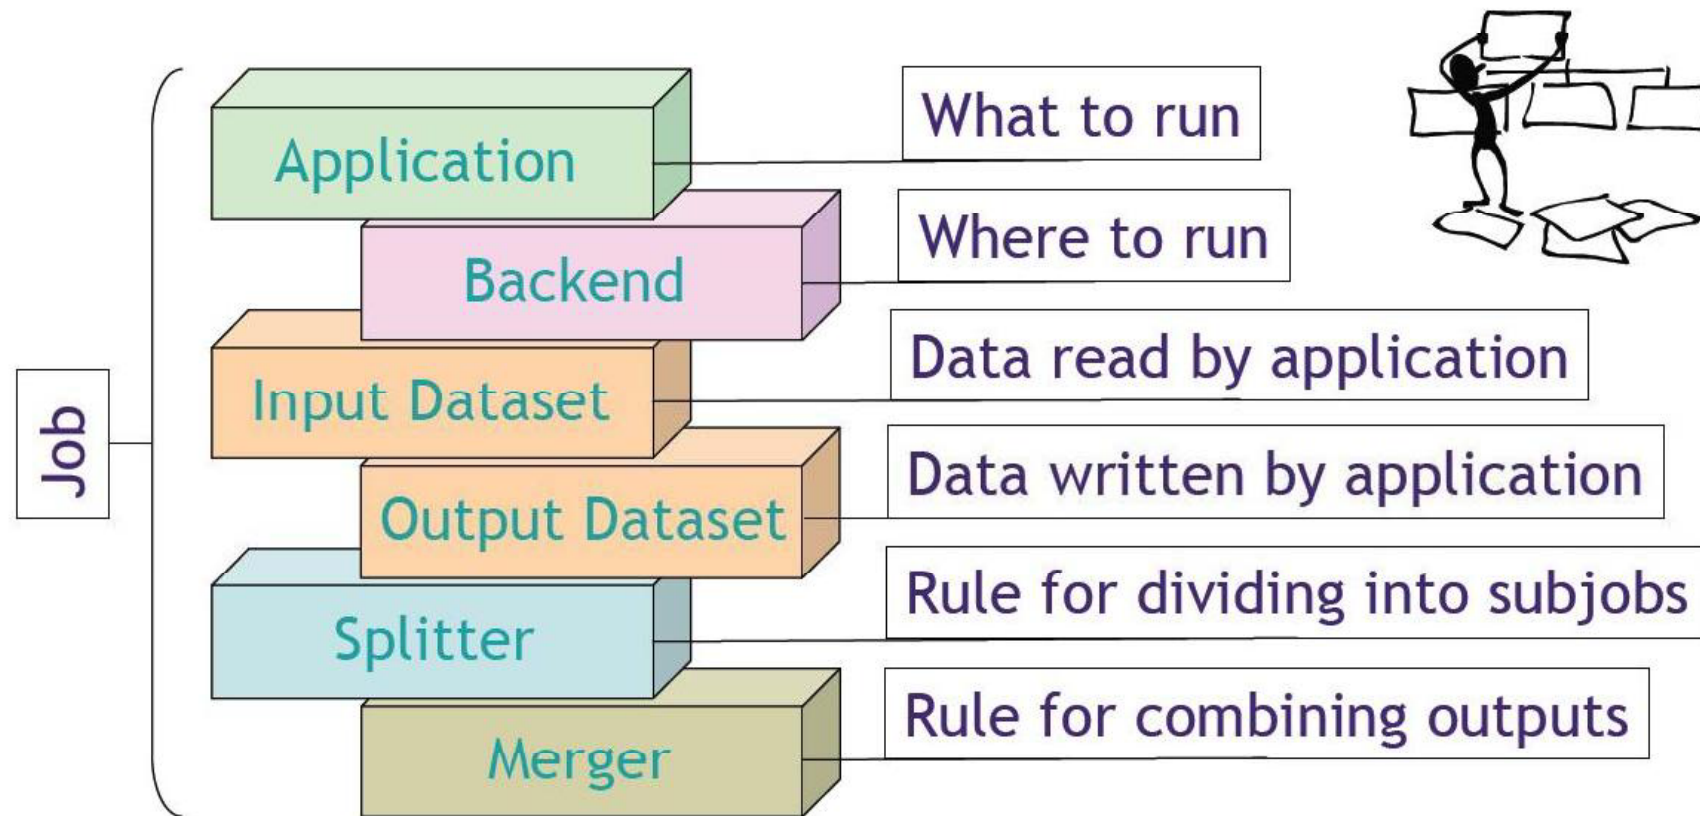 Job
Application
What to run
Backend
Where to run
Input Dataset
Data read by application
Output Dataset
Data written by application
Splitter
Rule for dividing into subjobs
Merger
Rule for combining outputs